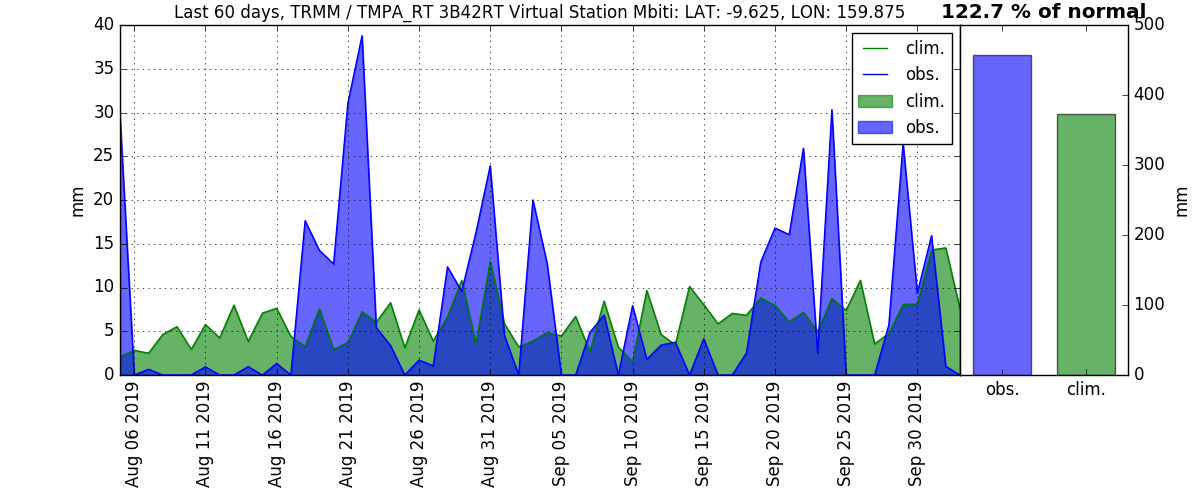 Last 60 days, TRMM / TMPA_RT 3B42RT Virtual Station Mbiti: LAT: -9.625, LON: 159.875
122.7 % of normal
40
35
30
25
20
15
10
5
0
mm
clim.
obs.
clim.
obs.
500
400
300
200
100
0
mm
Aug 06 2019
Aug 11 2019
Aug 16 2019
Aug 21 2019
Aug 26 2019
Aug 31 2019
Sep 05 2019
Sep 10 2019
Sep 15 2019
Sep 20 2019
Sep 25 2019
Sep 30 2019
obs.
clim.